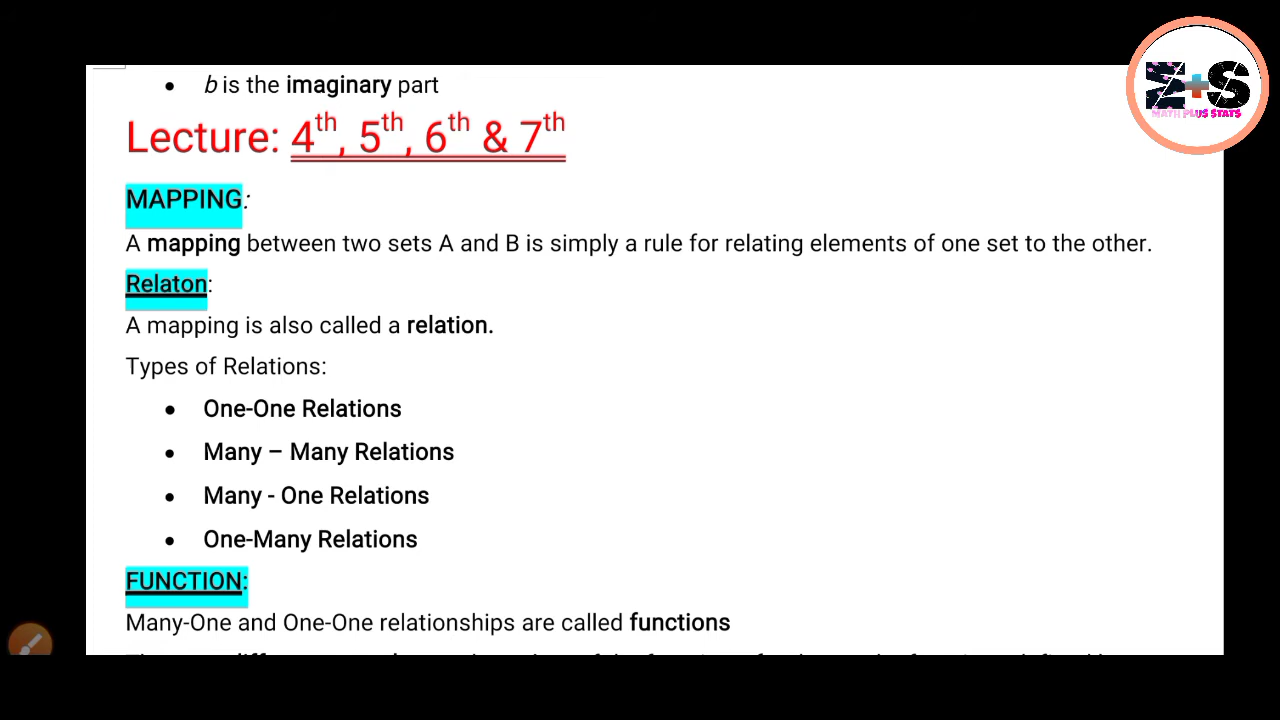 b is the imaginary part
Lecture: 4th, 5th, 6th & 7th
MAPPING:
A mapping between two sets A and B is simply a rule for relating elements of one set to the other.
Relaton:
A mapping is also called a relation.
Types of Relations:
• One-One Relations
• Many – Many Relations
• Many - One Relations
• One-Many Relations
FUNCTION:
Many-One and One-One relationships are called functions
Σ+S
MATH PLUS STATS